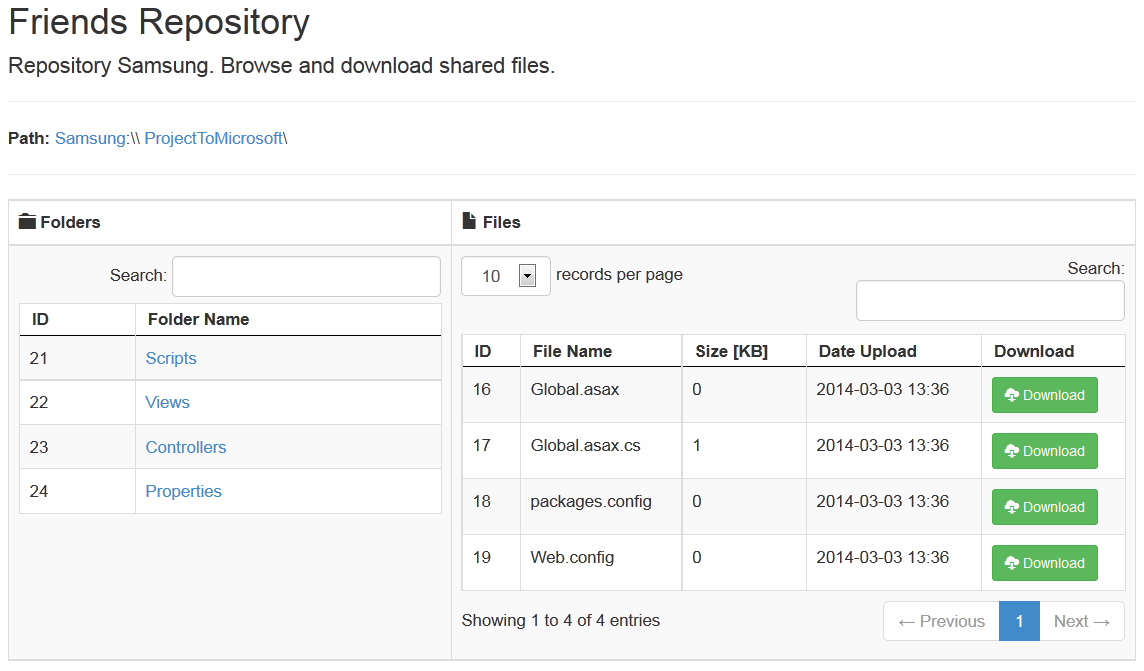 Friends Repository
Repository Samsung. Browse and download shared files.
Path: Samsung:\\ ProjectToMicrosoft\
Folders
Search:
ID Folder Name
21 Scripts
22 Views
23 Controllers
24 Properties
Files
10 records per page
Search:
ID File Name Size [KB] Date Upload Download
16 Global.asax 0 2014-03-03 13:36 Download
17 Global.asax.cs 1 2014-03-03 13:36 Download
18 packages.config 0 2014-03-03 13:36 Download
19 Web.config 0 2014-03-03 13:36 Download
Showing 1 to 4 of 4 entries
← Previous 1 Next →